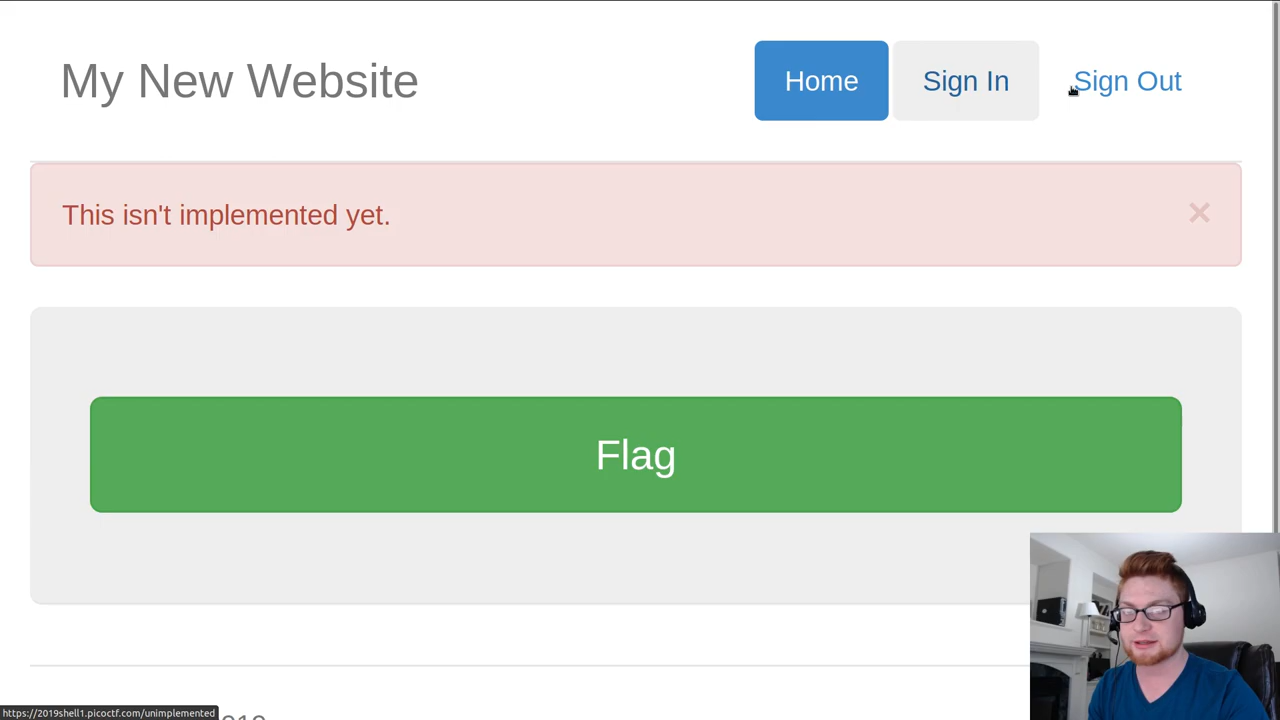 My New Website
Home
Sign In
Sign Out
This isn't implemented yet.
×
Flag
https://2019shell1.picoctf.com/unimplemented